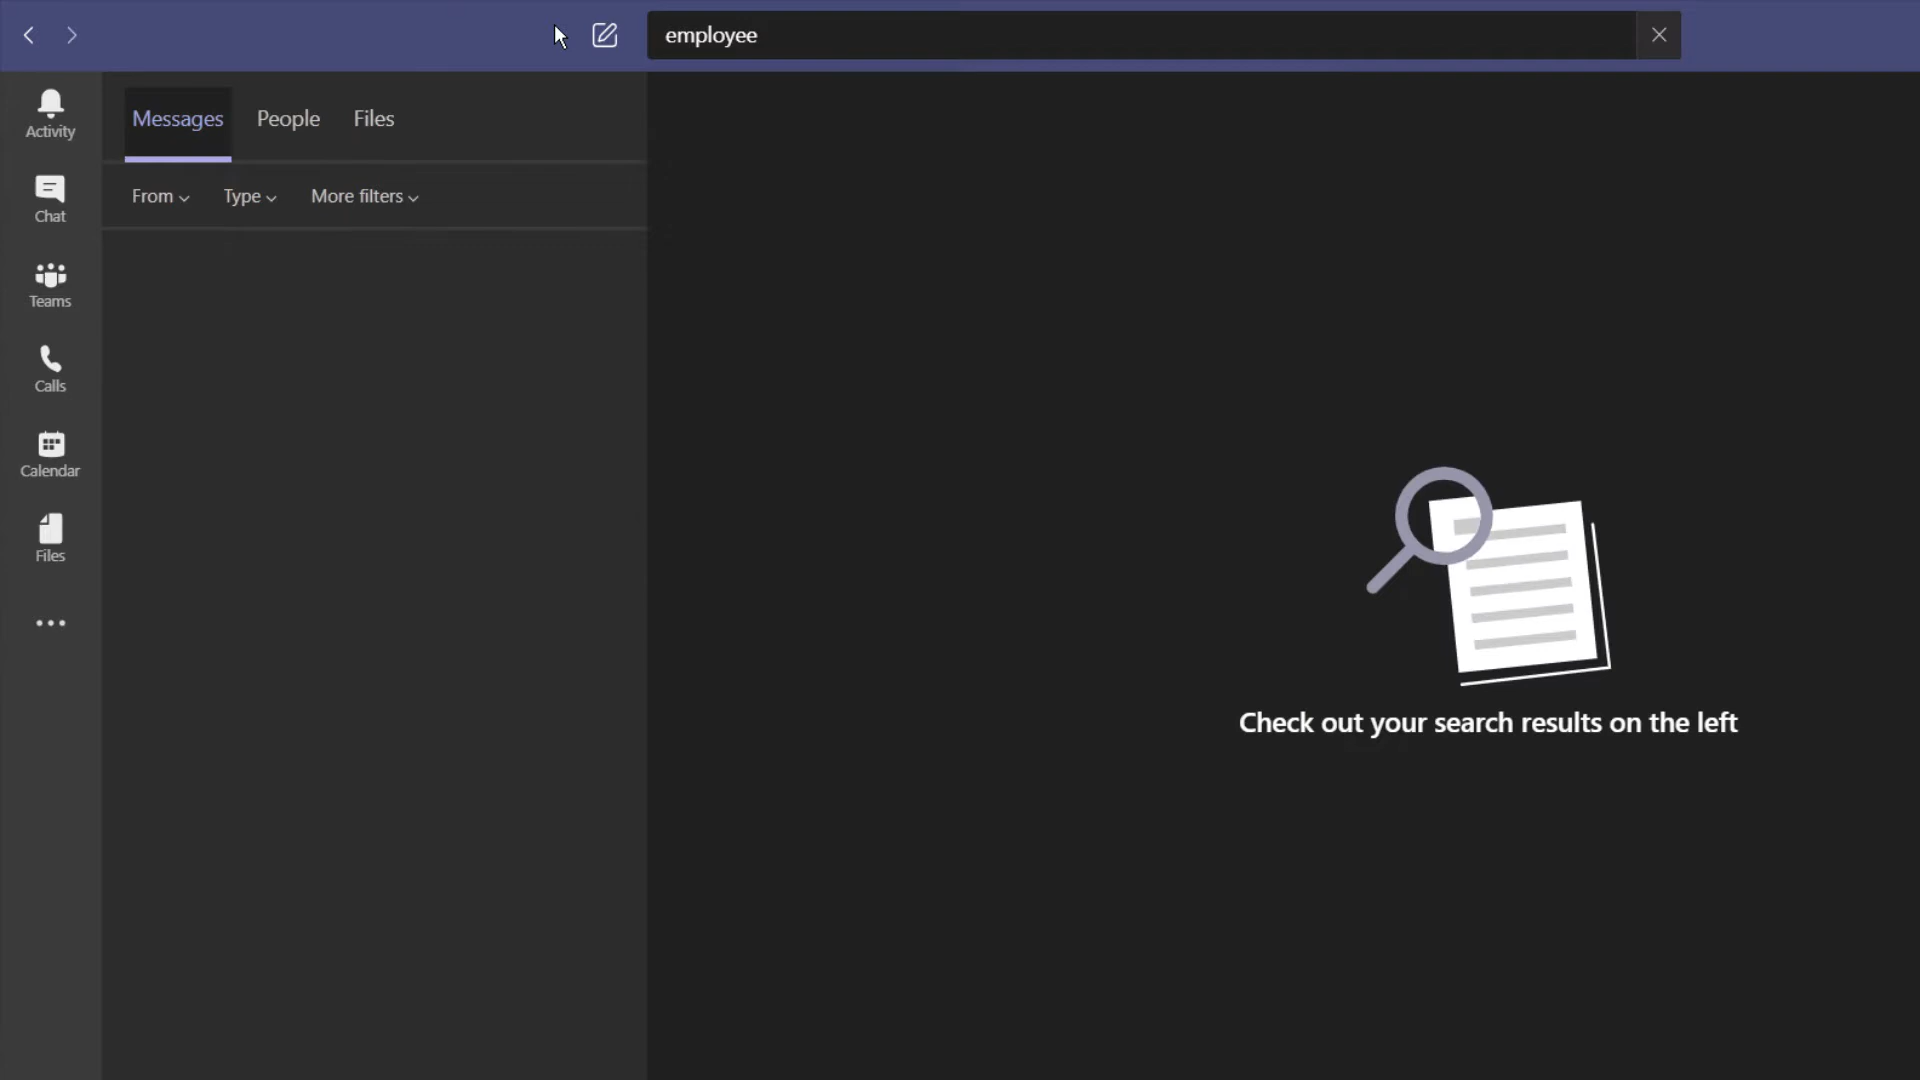 employee
Activity
Chat
Teams
Calls
Calendar
Files
Messages People Files
From Type More filters
Check out your search results on the left